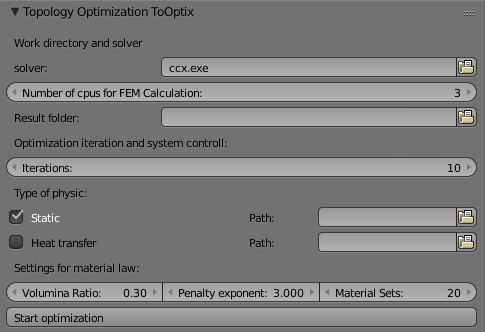 Topology Optimization ToOptix
Work directory and solver
solver: ccx.exe
Number of cpus for FEM Calculation: 3
Result folder:
Optimization iteration and system controll:
Iterations: 10
Type of physic:
Static Path:
Heat transfer Path:
Settings for material law:
Volumina Ratio: 0.30 Penalty exponent: 3.000 Material Sets: 20
Start optimization